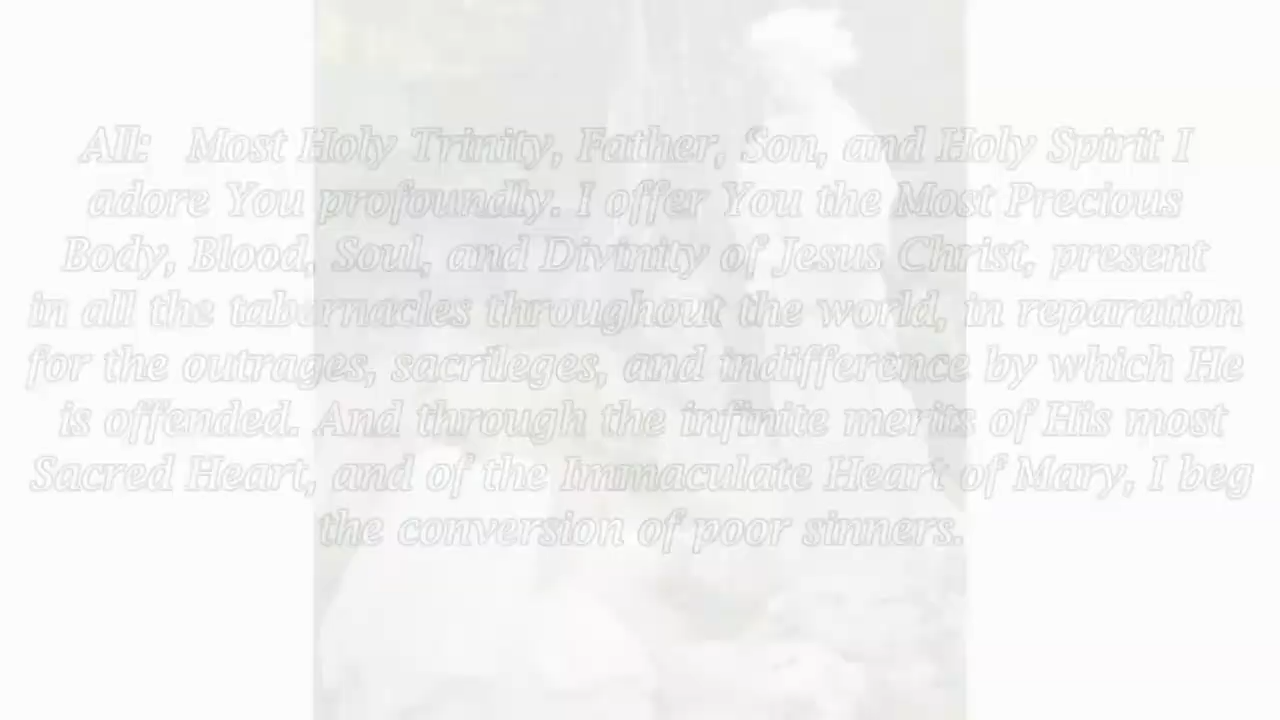 All: Most Holy Trinity, Father, Son, and Holy Spirit I
adore You profoundly. I offer You the Most Precious
Body, Blood, Soul, and Divinity of Jesus Christ, present
in all the tabernacles throughout the world, in reparation
for the outrages, sacrileges, and indifference by which He
is offended. And through the infinite merits of His most
Sacred Heart, and of the Immaculate Heart of Mary, I beg
the conversion of poor sinners.